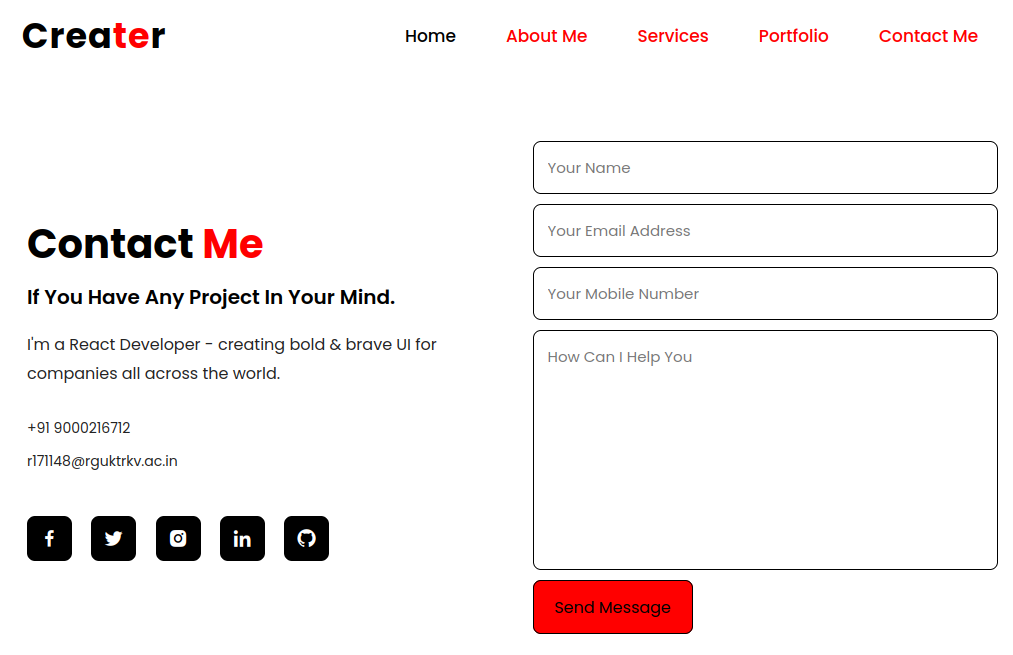 Creater
Home About Me Services Portfolio Contact Me
Contact Me
If You Have Any Project In Your Mind.
I'm a React Developer - creating bold & brave UI for
companies all across the world.
+91 9000216712
r171148@rguktrkv.ac.in
Your Name
Your Email Address
Your Mobile Number
How Can I Help You
Send Message